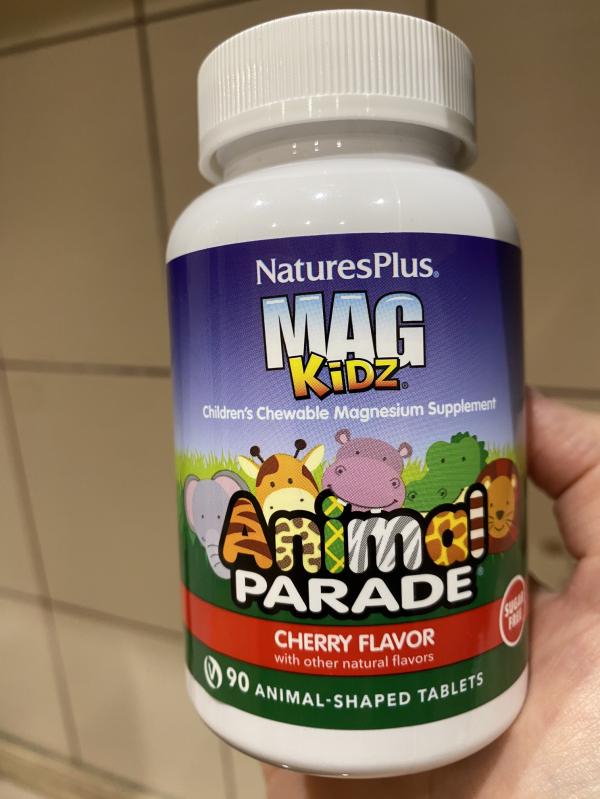 NaturesPlus®
MAG
KiDZ®
Children's Chewable Magnesium Supplement
Animal
PARADE®
SUGAR
FREE
CHERRY FLAVOR
with other natural flavors
V 90 ANIMAL-SHAPED TABLETS